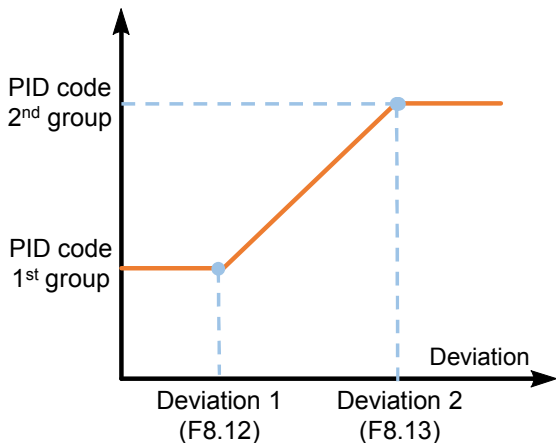 PID code
2nd group
PID code
1st group
Deviation
Deviation 1
(F8.12)
Deviation 2
(F8.13)